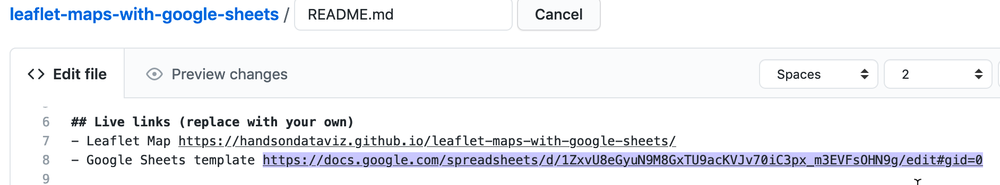 leaflet-maps-with-google-sheets / README.md Cancel
<> Edit file Preview changes Spaces 2
6 ## Live links (replace with your own)
7 - Leaflet Map https://handsondataviz.github.io/leaflet-maps-with-google-sheets/
8 - Google Sheets template https://docs.google.com/spreadsheets/d/1ZxvU8eGyuN9M8GxTU9acKVJv70iC3px_m3EVFsOHN9g/edit#gid=0
9